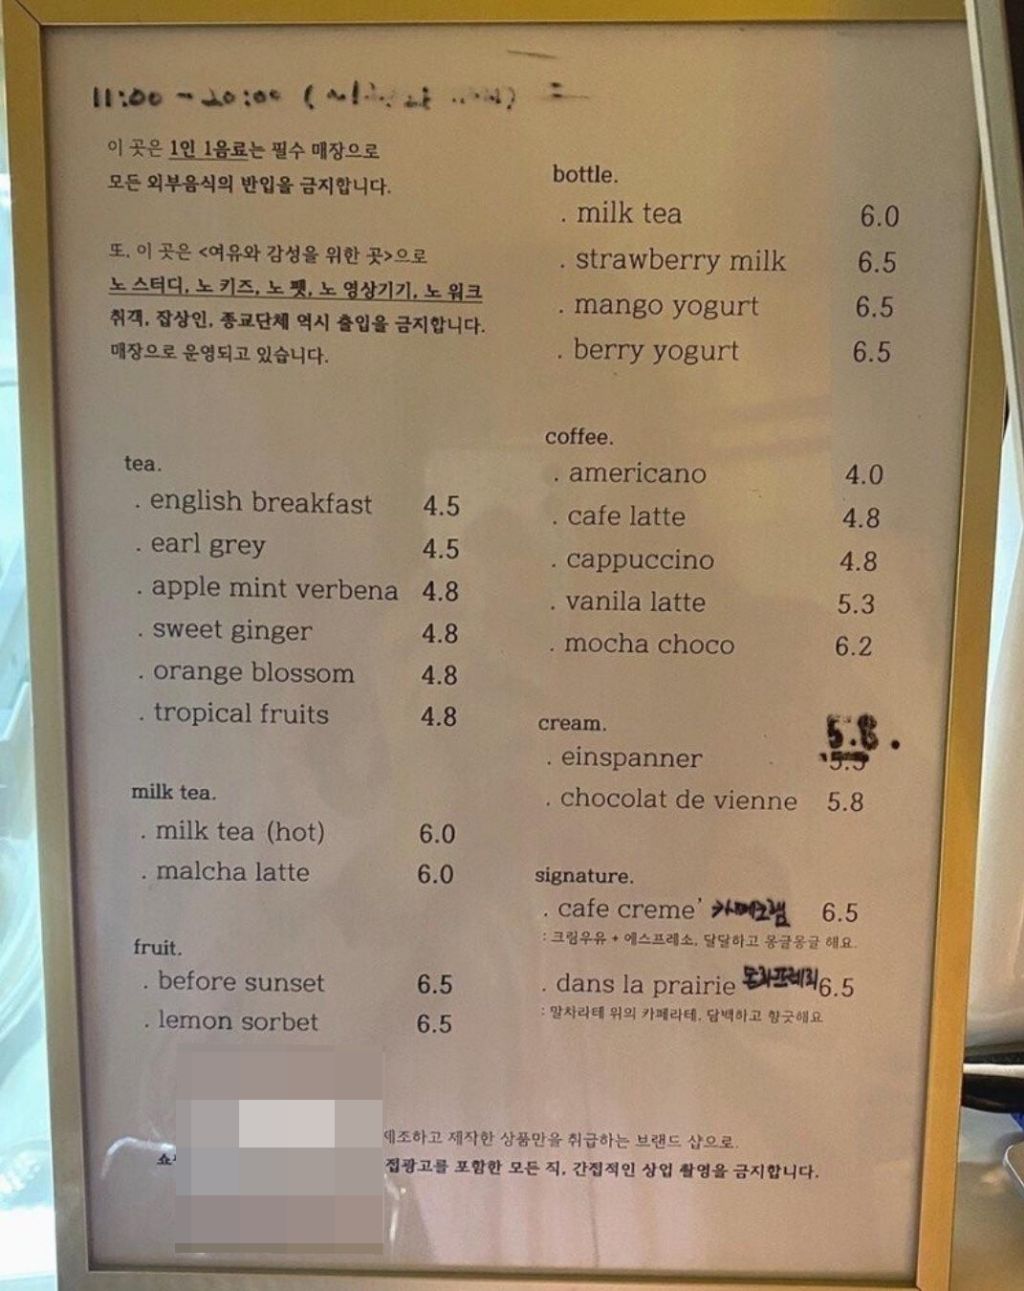 11:00 - 20:00
이 곳은 1인 1음료는 필수 매장으로
모든 외부음식의 반입을 금지합니다.
또, 이 곳은 <여유와 감성을 위한 곳>으로
노 스터디, 노 키즈, 노 펫, 노 영상기기, 노 워크
취객, 잡상인, 종교단체 역시 출입을 금지합니다.
매장으로 운영되고 있습니다.
tea.
. english breakfast 4.5
. earl grey 4.5
. apple mint verbena 4.8
. sweet ginger 4.8
. orange blossom 4.8
. tropical fruits 4.8
milk tea.
. milk tea (hot) 6.0
. malcha latte 6.0
fruit.
. before sunset 6.5
. lemon sorbet 6.5
bottle.
. milk tea 6.0
. strawberry milk 6.5
. mango yogurt 6.5
. berry yogurt 6.5
coffee.
. americano 4.0
. cafe latte 4.8
. cappuccino 4.8
. vanila latte 5.3
. mocha choco 6.2
cream.
. einspanner 5.8.
. chocolat de vienne 5.8
signature.
. cafe creme' 6.5
: 크림우유 + 에스프레소, 달달하고 몽글몽글 해요.
. dans la prairie 6.5
: 말차라테 위의 카페라테, 담백하고 향긋해요
제조하고 제작한 상품만을 취급하는 브랜드 샵으로,
접광고를 포함한 모든 직, 간접적인 상업 촬영을 금지합니다.